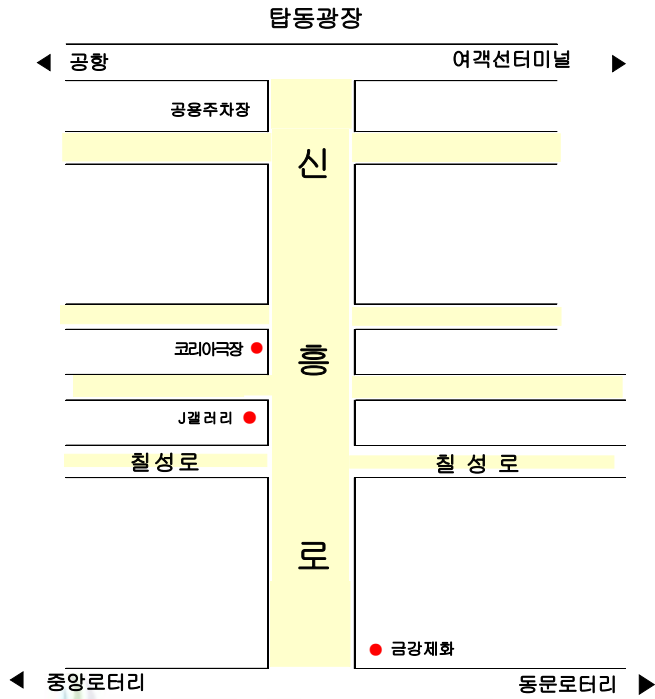 탑동광장
공항
여객선터미널
공용주차장
신
흥
로
코리아극장
J갤러리
칠성로
칠 성 로
금강제화
중앙로터리
동문로터리